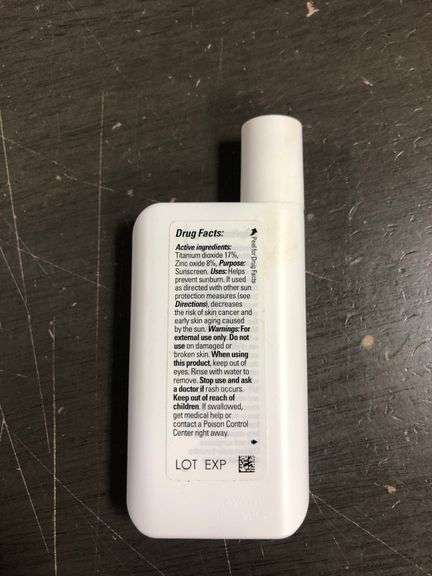 Drug Facts:
Active ingredients:
Titanium dioxide 17%,
Zinc oxide 8%, Purpose:
Sunscreen. Uses: Helps
prevent sunburn. If used
as directed with other sun
protection measures (see
Directions), decreases
the risk of skin cancer and
early skin aging caused
by the sun. Warnings: For
external use only. Do not
use on damaged or
broken skin. When using
this product, keep out of
eyes. Rinse with water to
remove. Stop use and ask
a doctor if rash occurs.
Keep out of reach of
children. If swallowed,
get medical help or
contact a Poison Control
Center right away.
Peel for Drug Facts
LOT EXP